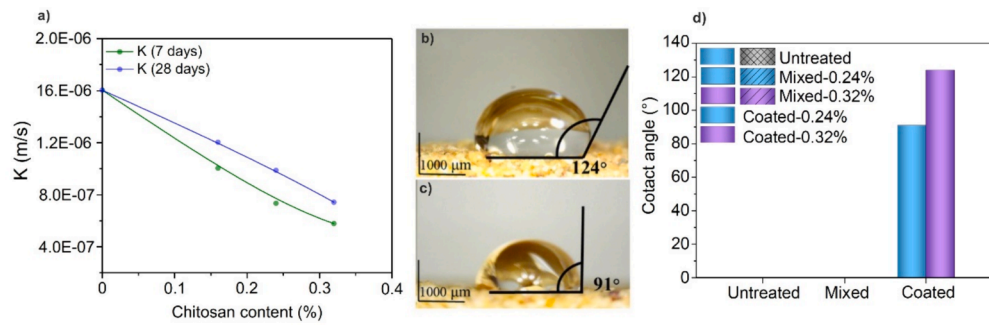 a)
2.0E-06
16.E-06
1.2E-06
8.0E-07
4.0E-07
K (m/s)
K (7 days)
K (28 days)
0.0
0.1
0.2
0.3
0.4
Chitosan content (%)
b)
1000 µm
124°
c)
1000 µm
91°
d)
140
120
100
80
60
40
20
0
Cotact angle (°)
Untreated
Mixed-0.24%
Mixed-0.32%
Coated-0.24%
Coated-0.32%
Untreated
Mixed
Coated